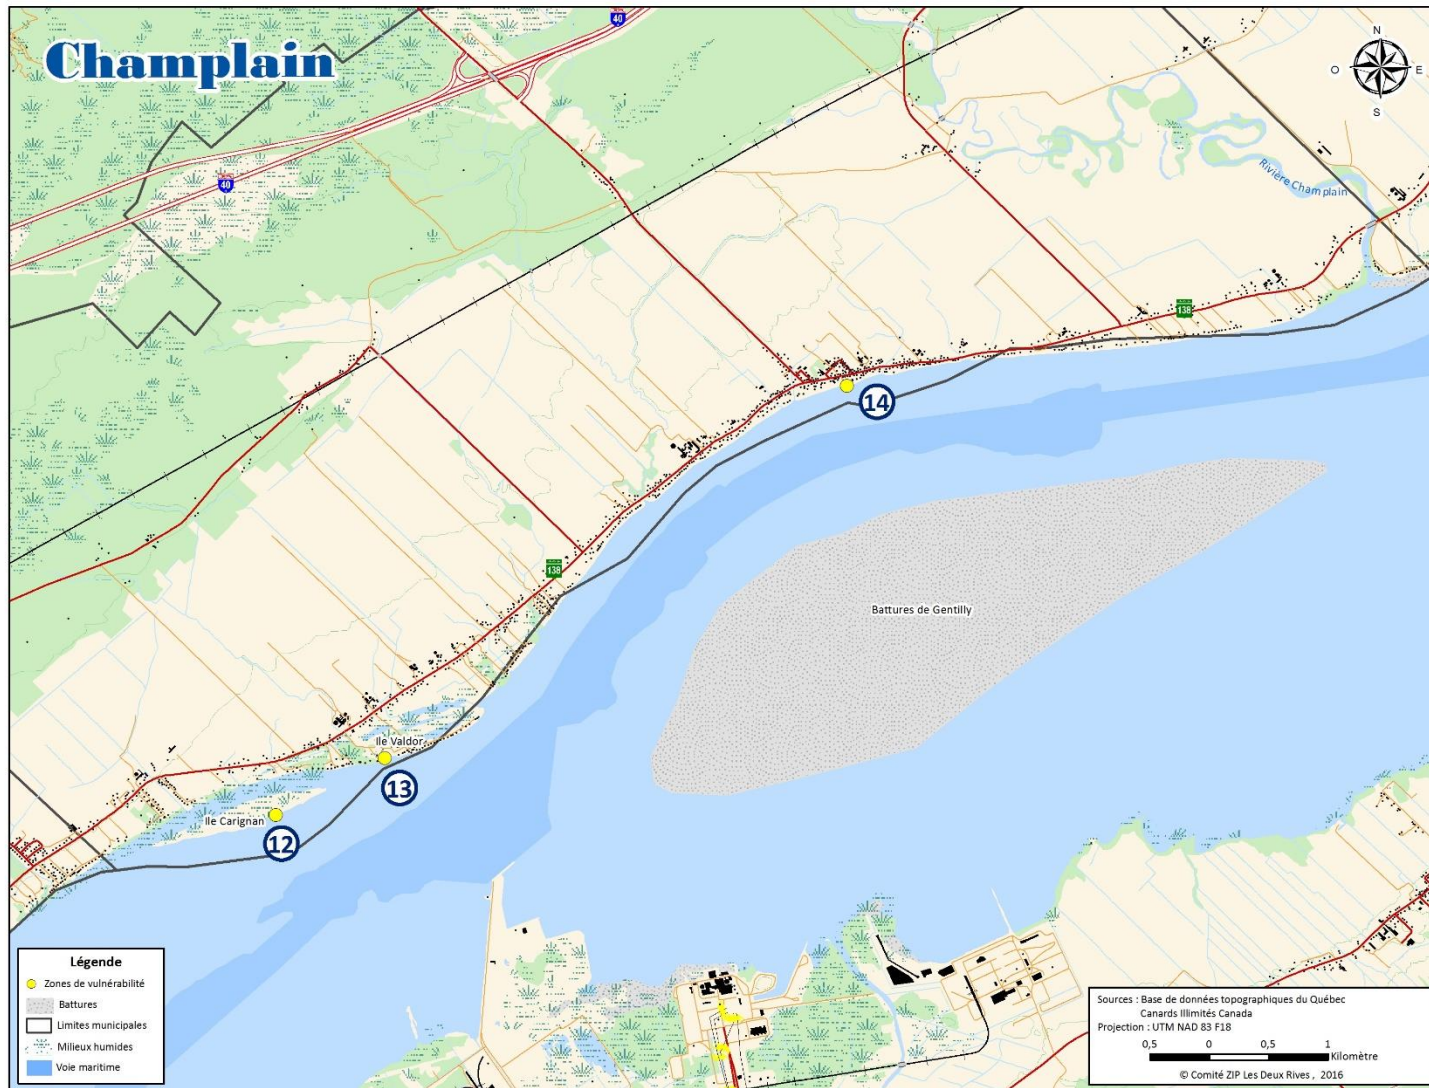 Champlain
40
N
O E
S
40
Rivière Champlain
138
14
138
Battures de Gentilly
Ile Valdor
13
Ile Carignan
12
Légende
Zones de vulnérabilité
Battures
Limites municipales
Milieux humides
Voie maritime
Sources : Base de données topographiques du Québec
Canards Illimités Canada
Projection : UTM NAD 83 F18
0,5 0 0,5 1
Kilomètre
© Comité ZIP Les Deux Rives , 2016